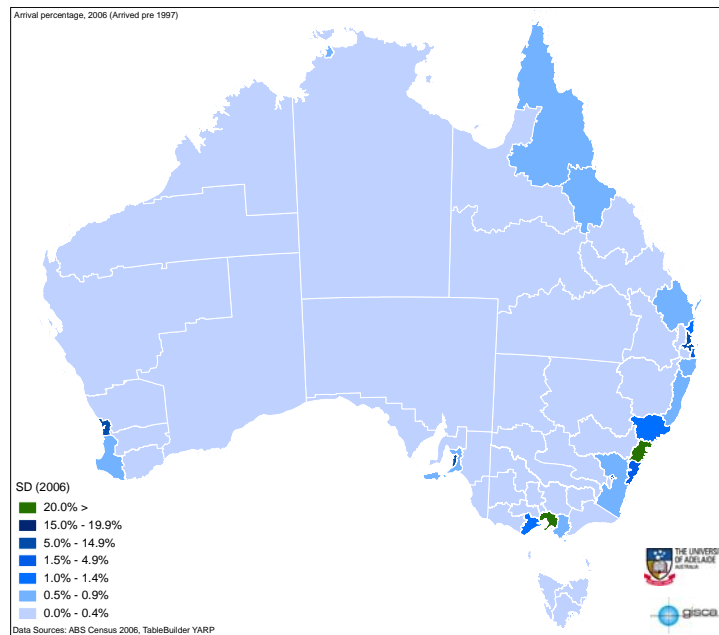 Arrival percentage, 2006 (Arrived pre 1997)
SD (2006)
20.0% >
15.0% - 19.9%
5.0% - 14.9%
1.5% - 4.9%
1.0% - 1.4%
0.5% - 0.9%
0.0% - 0.4%
THE UNIVERSI
OF ADELAIDE
AUSTRALIA
gisca
Data Sources: ABS Census 2006, TableBuilder YARP